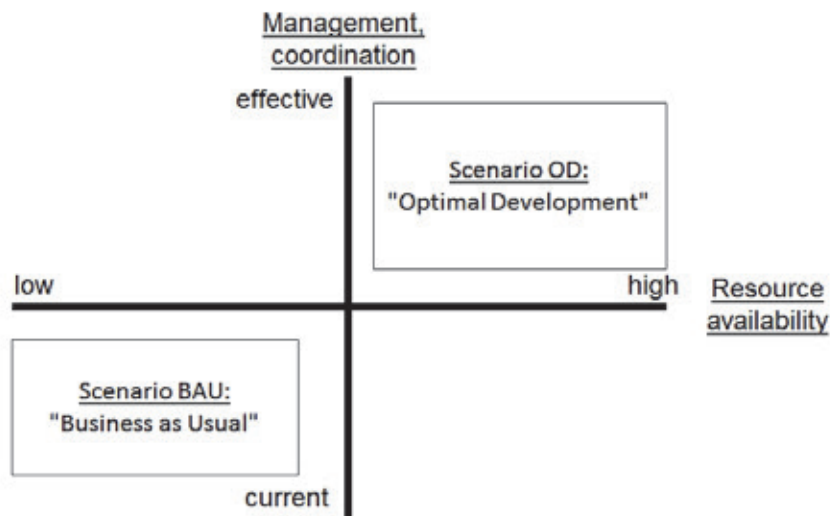 Management,
coordination
effective
Scenario OD:
"Optimal Development"
low
high
Resource
availability
Scenario BAU:
"Business as Usual"
current